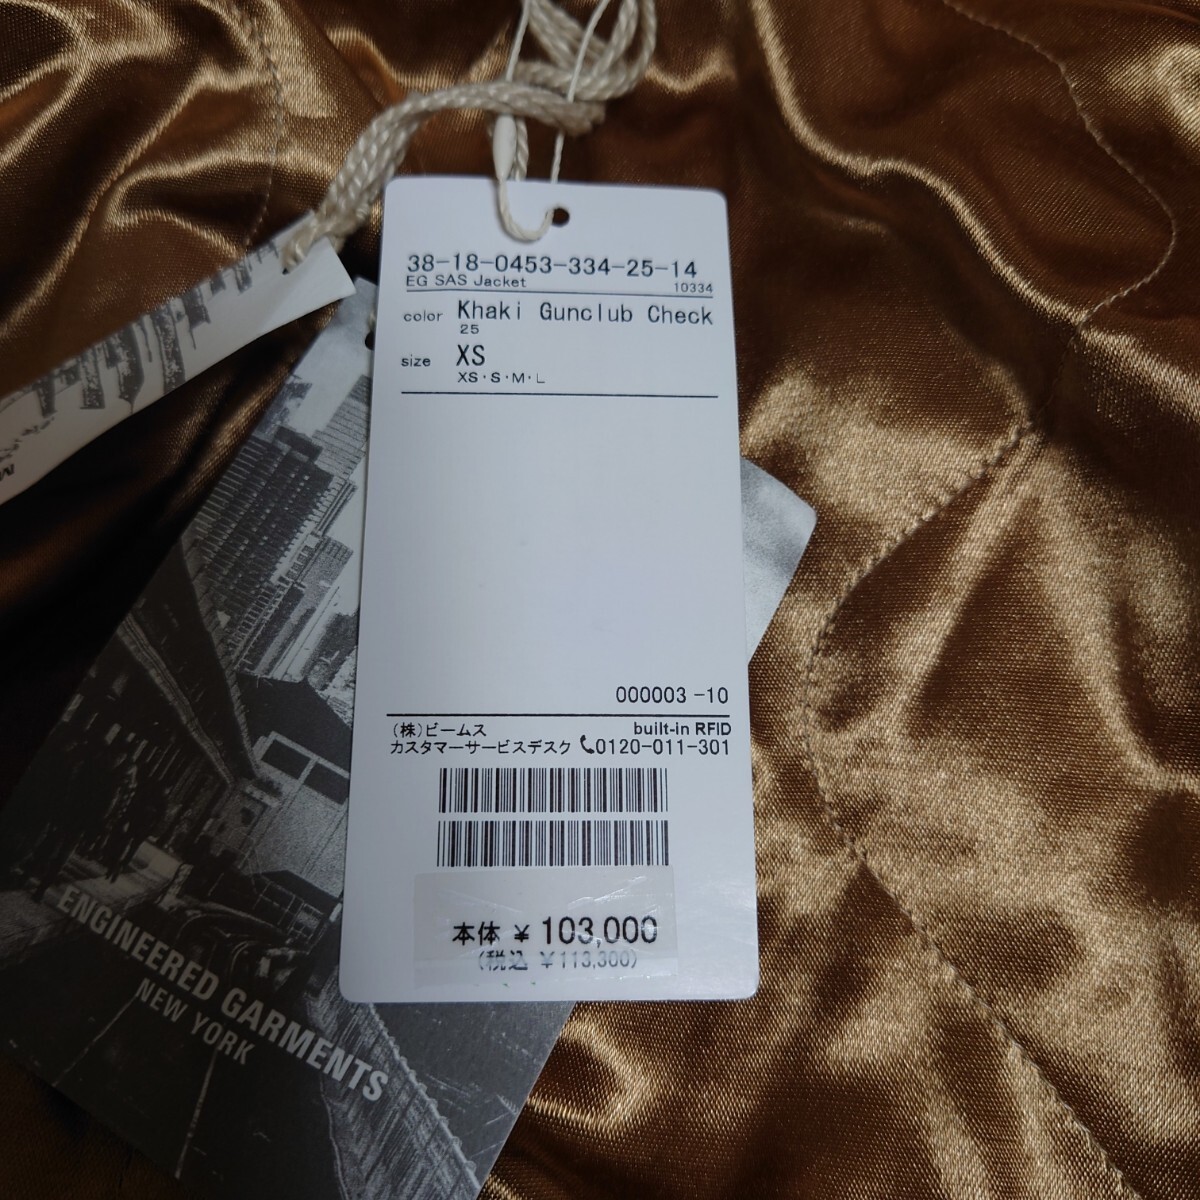 38-18-0453-334-25-14
EG SAS Jacket 10334
color Khaki Gunclub Check
25
size XS
XS・S・M・L
000003 -10
(株)ビームス built-in RFID
カスタマーサービスデスク 0120-011-301
本体 ¥ 103,000
(税込 ¥113,300)
ENGINEERED GARMENTS
NEW YORK